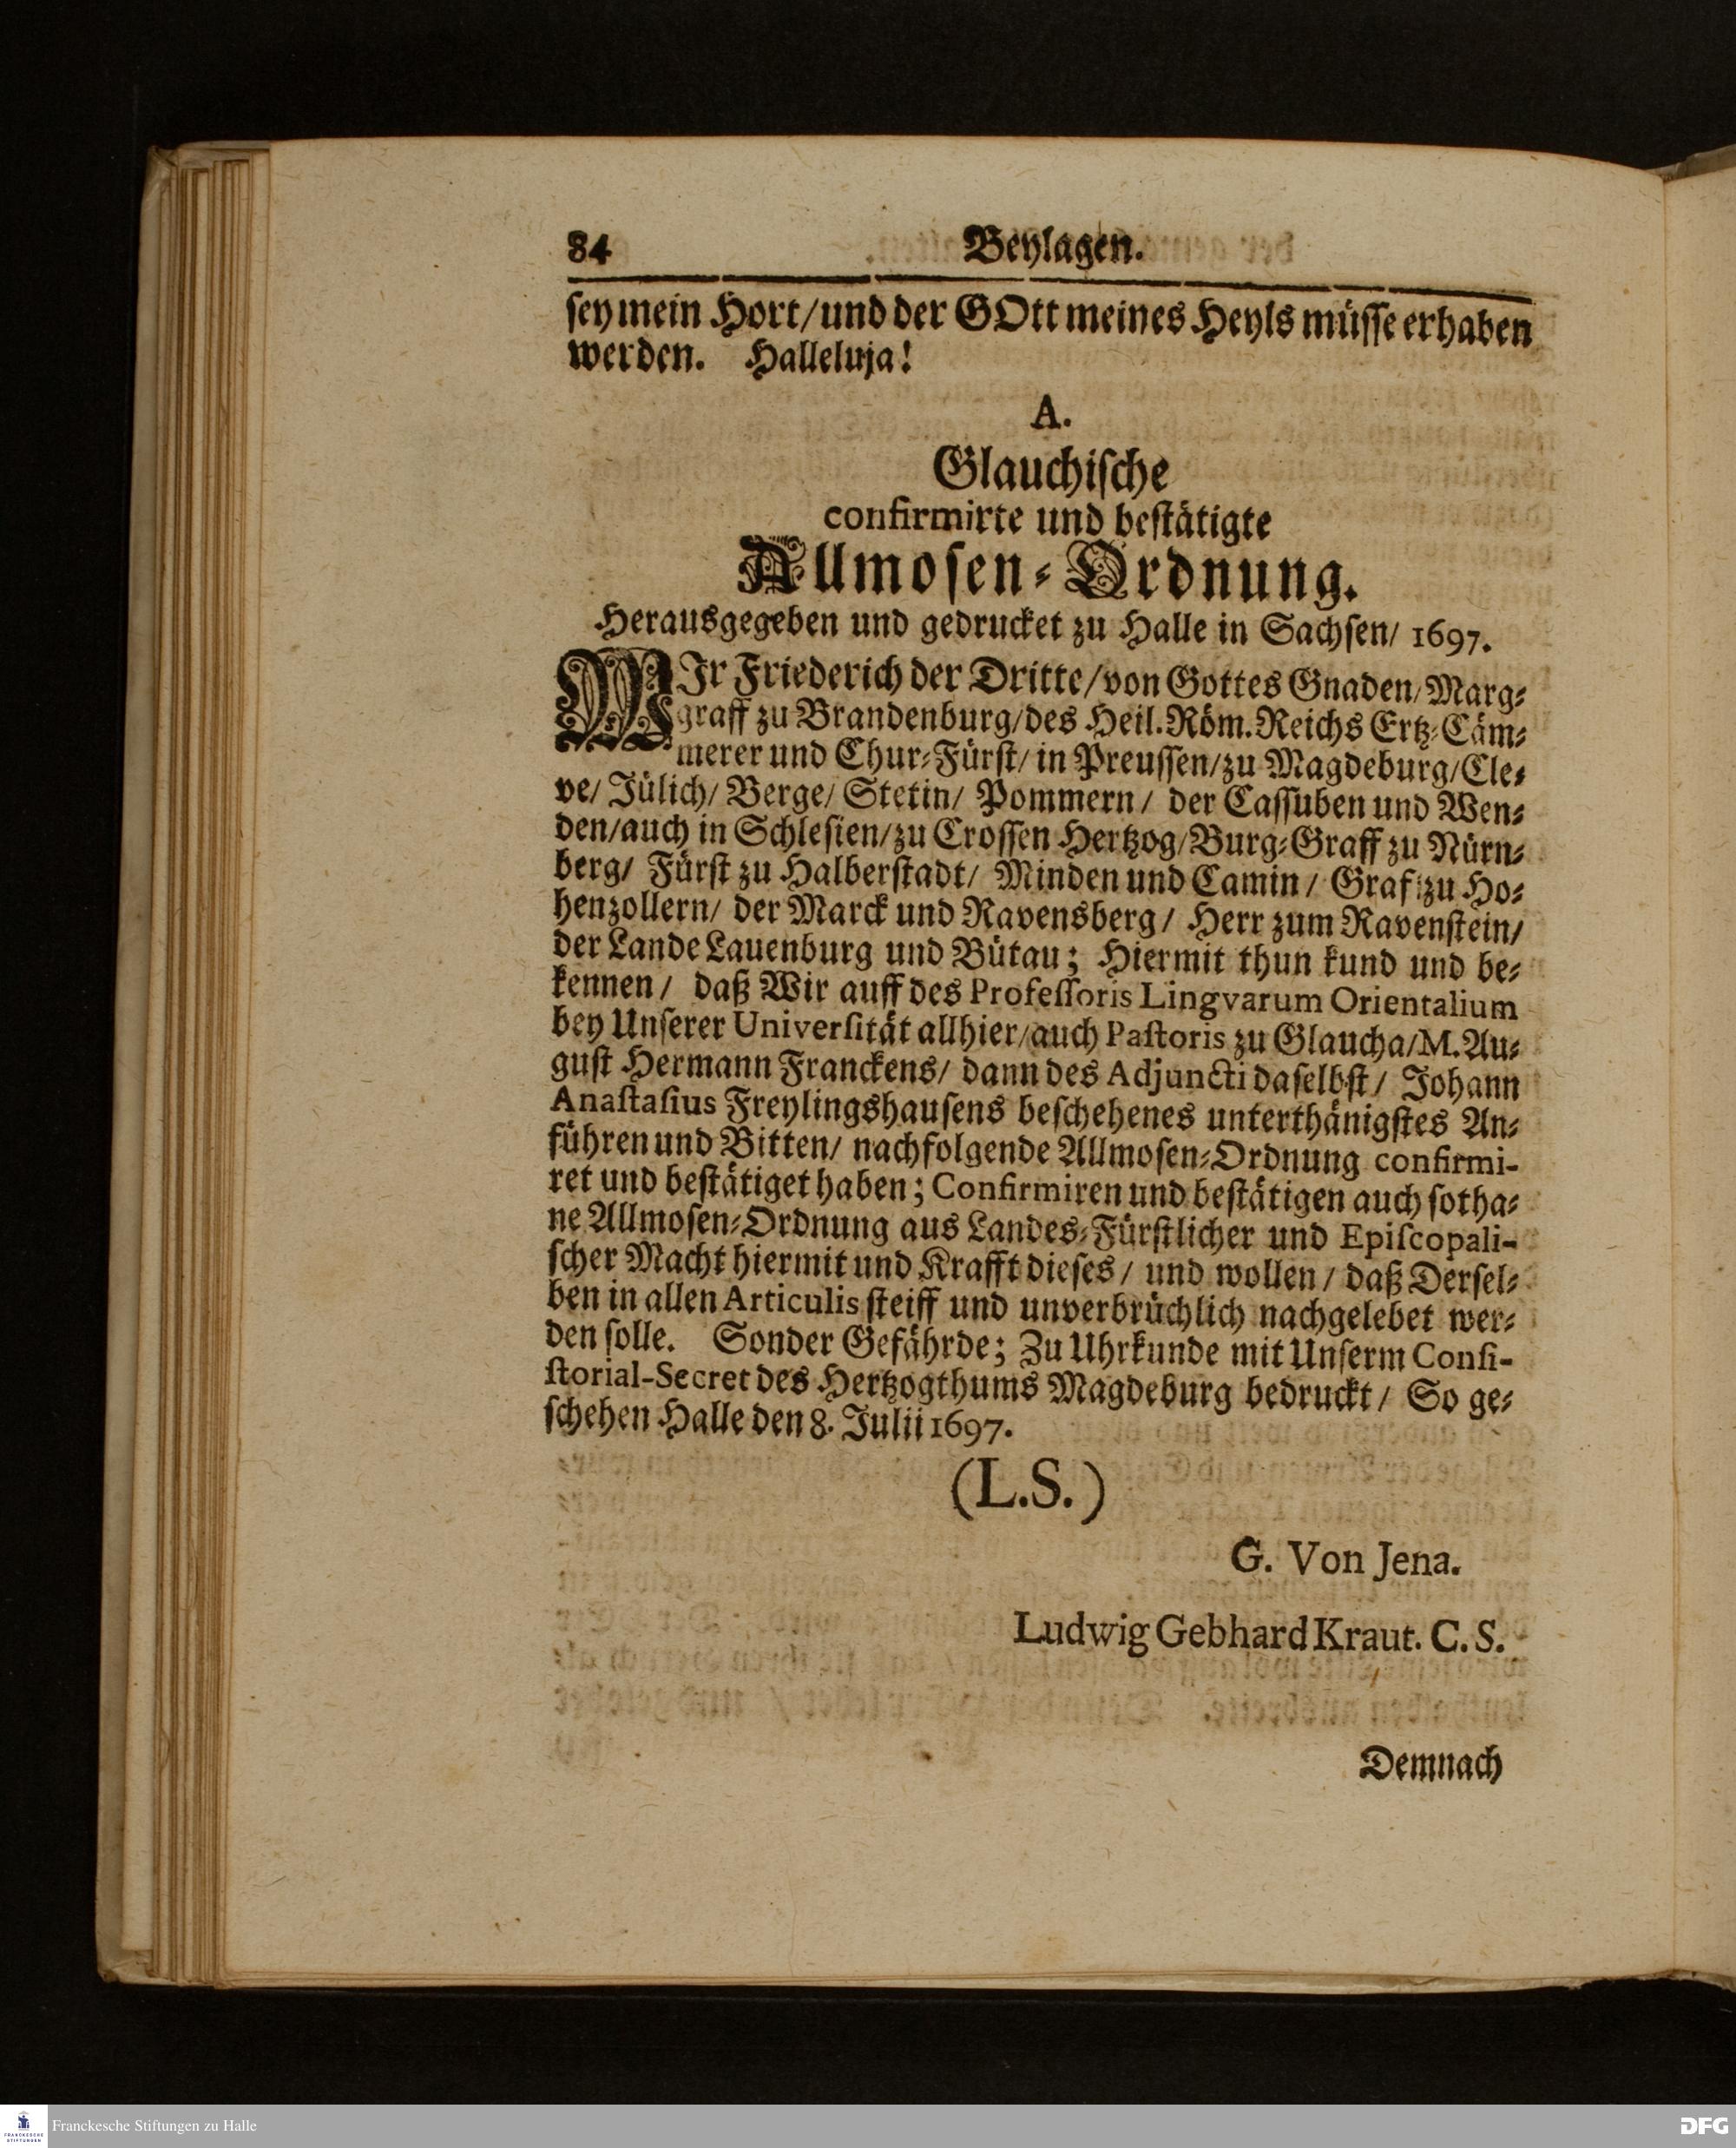 84 Beylagen.
ſey mein Hort/und der GOtt meines Heyls müſſe erhaben
werden. Halleluja!
A.
Glauchiſche
confirmirte und beſtätigte
Allmoſen-Ordnung.
Herausgegeben und gedrucket zu Halle in Sachſen/ 1697.
WIr Friederich der Dritte/von Gottes Gnaden/Marg-
graff zu Brandenburg/des Heil. Röm. Reichs Ertz-Cäm-
merer und Chur-Fürſt/ in Preuſſen/zu Magdeburg/Cle-
ve/ Jülich/ Berge/ Stetin/ Pommern/ der Caſſuben und Wen-
den/auch in Schleſien/zu Croſſen Hertzog/Burg-Graff zu Nürn-
berg/ Fürſt zu Halberſtadt/ Minden und Camin/ Graf zu Ho-
henzollern/ der Marck und Ravensberg/ Herr zum Ravenſtein/
der Lande Lauenburg und Bütau; Hiermit thun kund und be-
kennen/ daß Wir auff des Profeſſoris Lingvarum Orientalium
bey Unſerer Univerſität allhier/auch Paſtoris zu Glaucha/M. Au-
guſt Hermann Franckens/ dann des Adjuncti daſelbſt/ Johann
Anaſtaſius Freylingshauſens beſchehenes unterthänigſtes An-
führen und Bitten/ nachfolgende Allmoſen-Ordnung confirmi-
ret und beſtätiget haben; Confirmiren und beſtätigen auch ſotha-
ne Allmoſen-Ordnung aus Landes-Fürſtlicher und Epiſcopali-
ſcher Macht hiermit und Krafft dieſes/ und wollen/ daß Derſel-
ben in allen Articulis ſteiff und unverbrüchlich nachgelebet wer-
den ſolle. Sonder Gefährde; Zu Uhrkunde mit Unſerm Conſi-
ſtorial-Secret des Hertzogthums Magdeburg bedruckt/ So ge-
ſchehen Halle den 8. Julii 1697.
(L.S.)
G. Von Jena.
Ludwig Gebhard Kraut. C. S.
Demnach
FRANCKESCHE STIFTUNGEN
Franckesche Stiftungen zu Halle
DFG